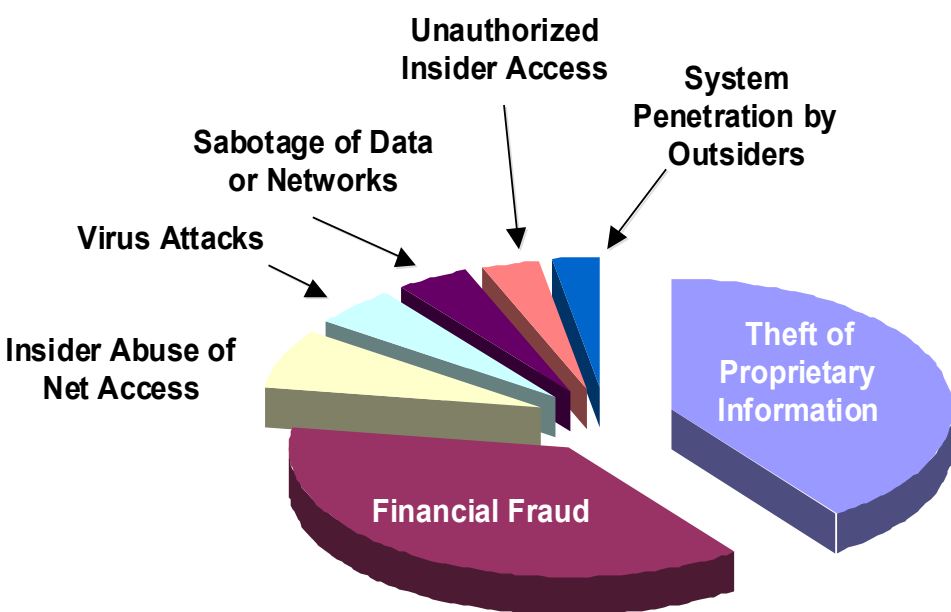 Unauthorized
Insider Access
System
Penetration by
Outsiders
Sabotage of Data
or Networks
Virus Attacks
Insider Abuse of
Net Access
Theft of
Proprietary
Information
Financial Fraud